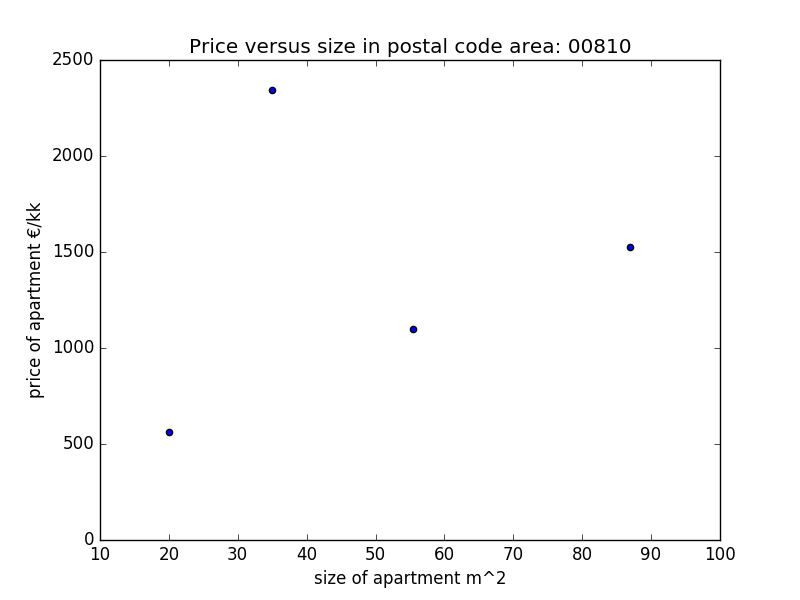 Price versus size in postal code area: 00810
2500
2000
1500
1000
500
0
price of apartment €/kk
10 20 30 40 50 60 70 80 90 100
size of apartment m^2